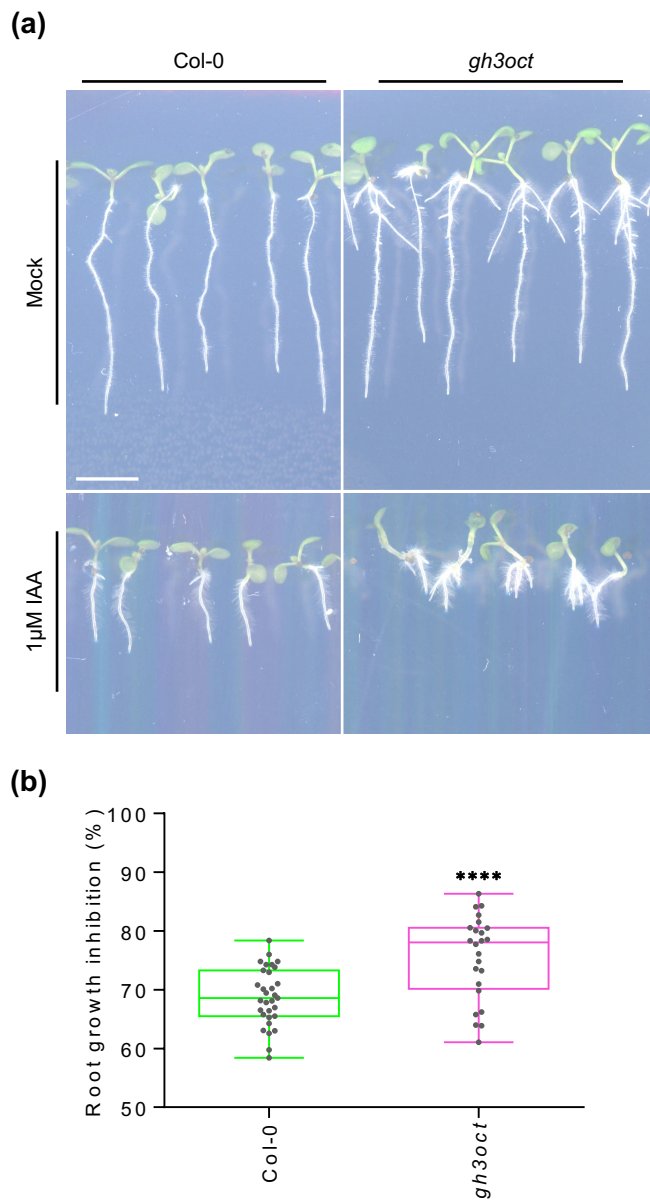 (a)
Col-0
gh3oct
Mock
1µM IAA
(b)
Root growth inhibition (%)
100
90
80
70
60
50
****
Col-0
gh3oct